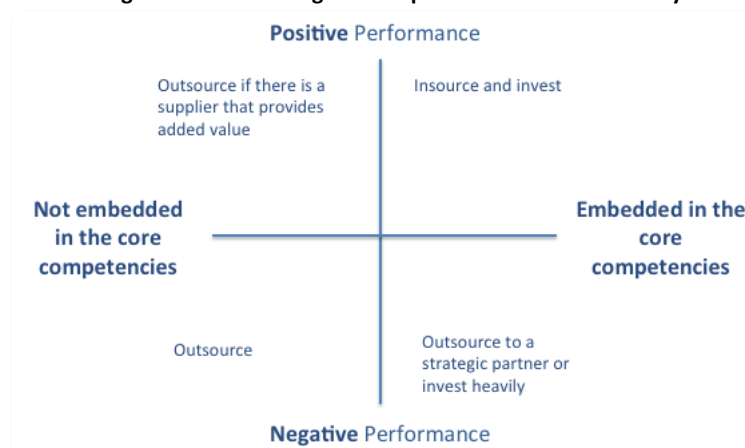 Positive Performance
Outsource if there is a
supplier that provides
added value
Insource and invest
Not embedded
in the core
competencies
Embedded in the
core
competencies
Outsource
Outsource to a
strategic partner or
invest heavily
Negative Performance